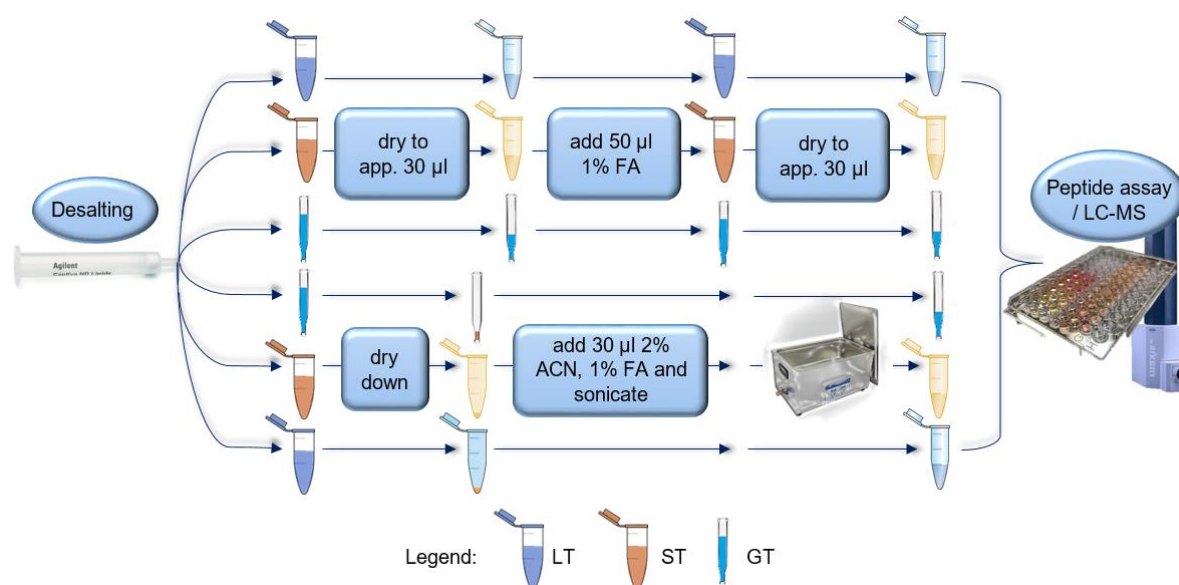 Desalting
Agilent
dry to
app. 30 µl
add 50 µl
1% FA
dry to
app. 30 µl
Peptide assay
/ LC-MS
dry
down
add 30 µl 2%
ACN, 1% FA and
sonicate
Legend:
LT
ST
GT